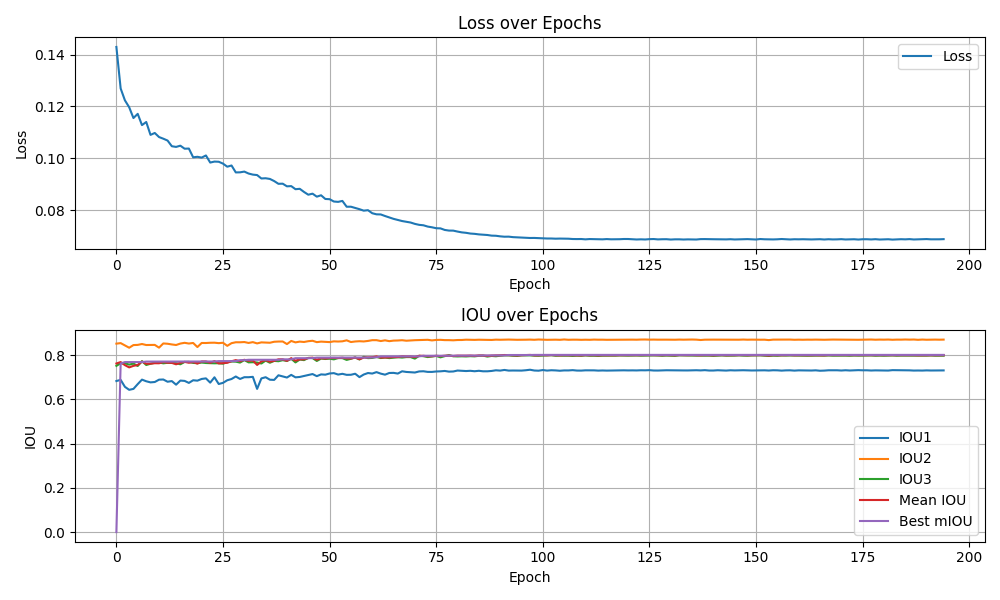 Loss over Epochs
0.14
0.12
0.10
0.08
Loss
Loss
0 25 50 75 100 125 150 175 200
Epoch
IOU over Epochs
0.8
0.6
0.4
0.2
0.0
IOU
IOU1
IOU2
IOU3
Mean IOU
Best mIOU
0 25 50 75 100 125 150 175 200
Epoch